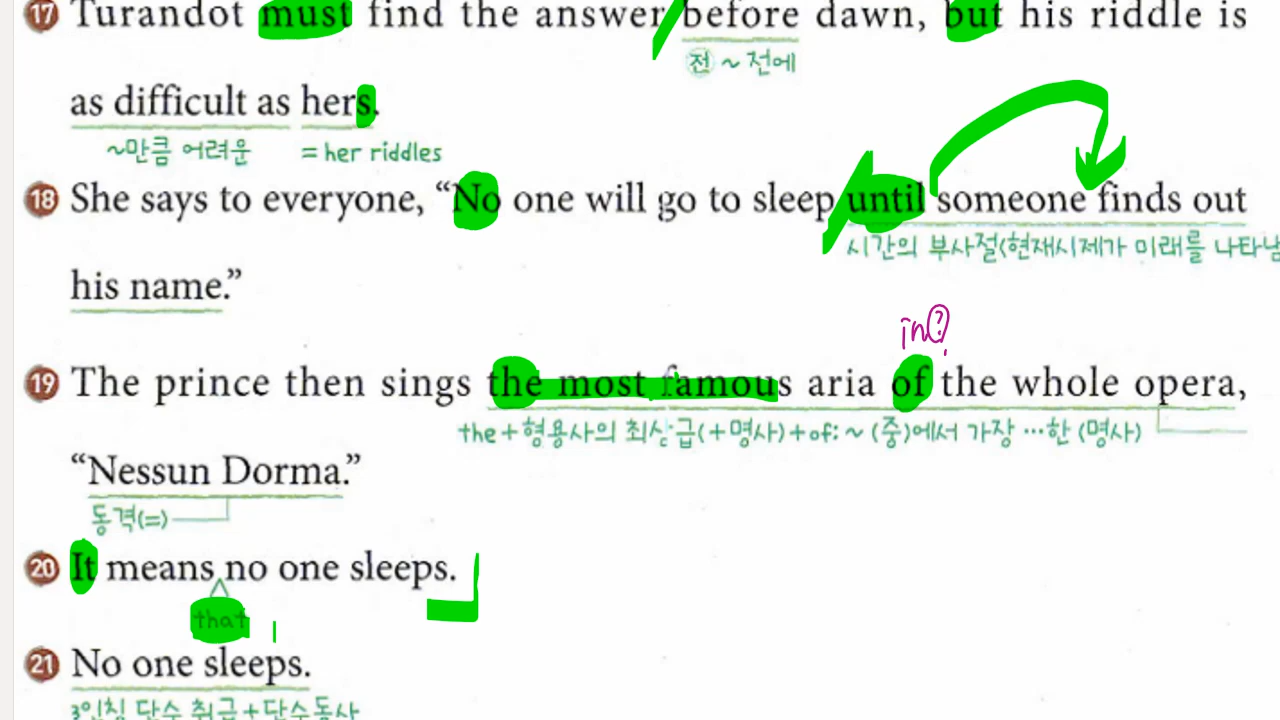 17 Turandot must find the answer before dawn, but his riddle is
전 ~ 전에
as difficult as hers.
~만큼 어려운 = her riddles
18 She says to everyone, “No one will go to sleep until someone finds out
시간의 부사절(현재시제가 미래를 나타냄
his name.”
in?
19 The prince then sings the most famous aria of the whole opera,
the+형용사의 최상급(+명사)+of: ~ (중)에서 가장 …한 (명사)
“Nessun Dorma.”
동격(=)
20 It means no one sleeps.
that
21 No one sleeps.
3인칭 단수 취급+단수동사